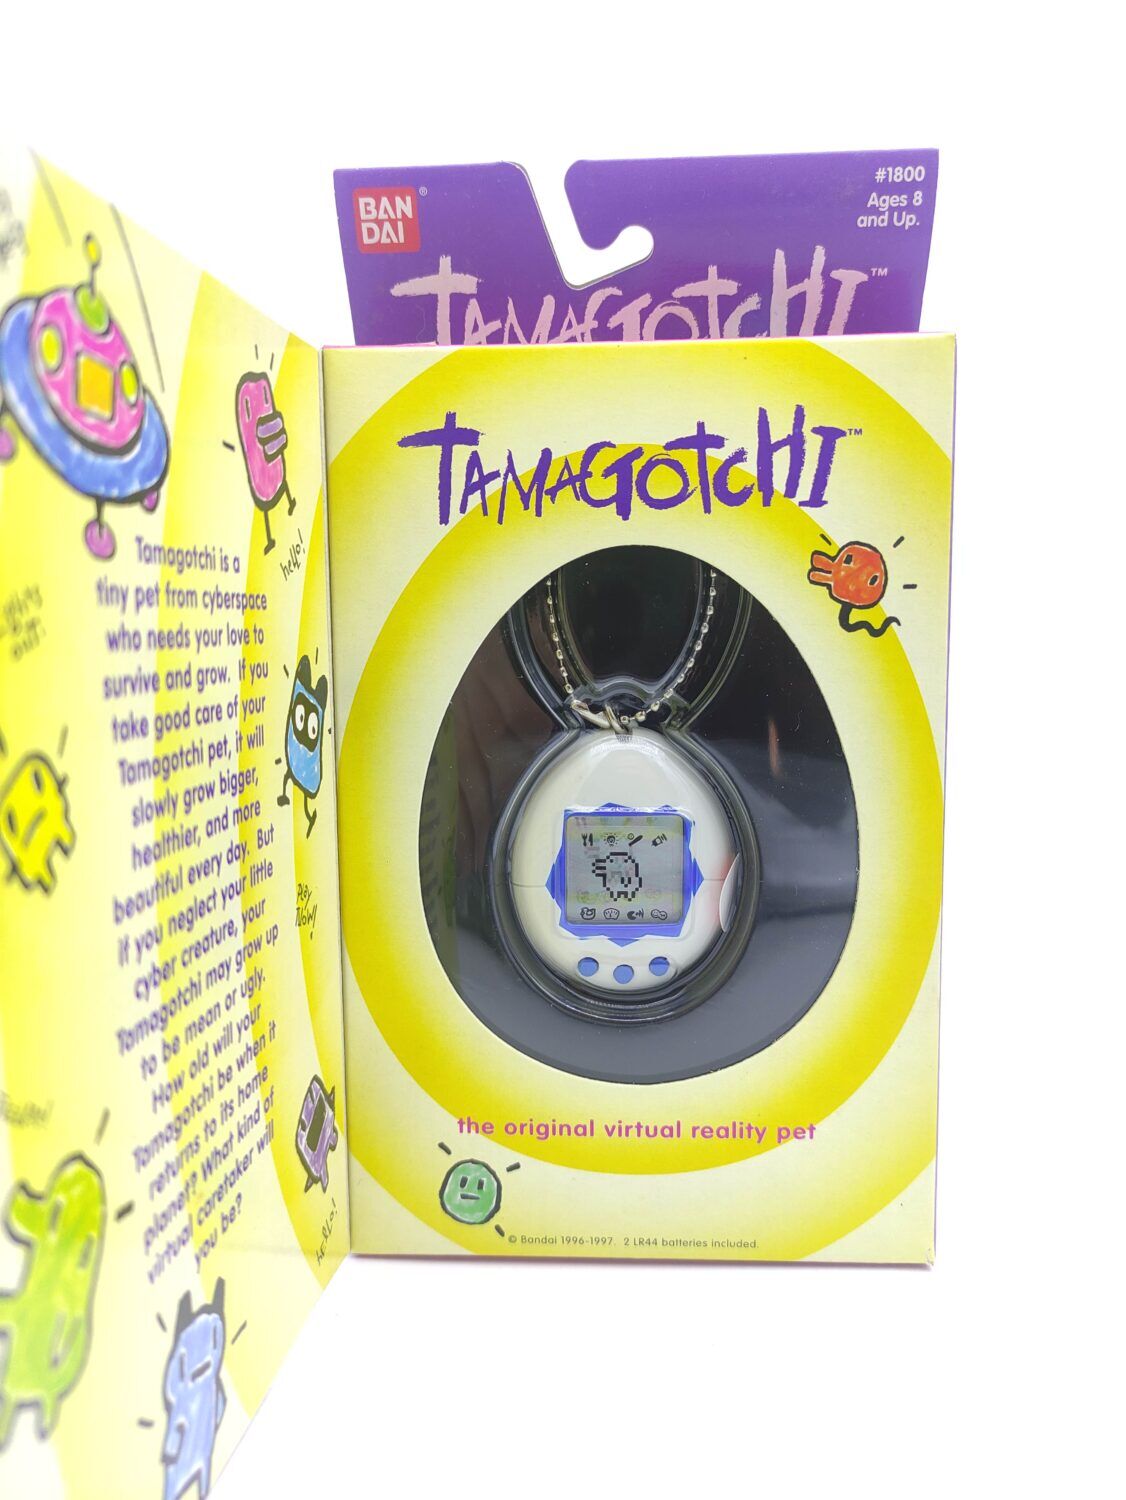 BAN
DAI
®
#1800
Ages 8
and Up.
TAMAGOTCHI™
TAMAGOTCHI™
Tamagotchi is a
tiny pet from cyberspace
who needs your love to
survive and grow. If you
take good care of your
Tamagotchi pet, it will
slowly grow bigger,
healthier, and more
beautiful every day. But
if you neglect your little
cyber creature, your
Tamagotchi may grow up
to be mean or ugly.
How old will your
Tamagotchi be when it
returns to its home
planet? What kind of
virtual caretaker will
you be?
hello!
hello!
the original virtual reality pet
© Bandai 1996-1997. 2 LR44 batteries included.